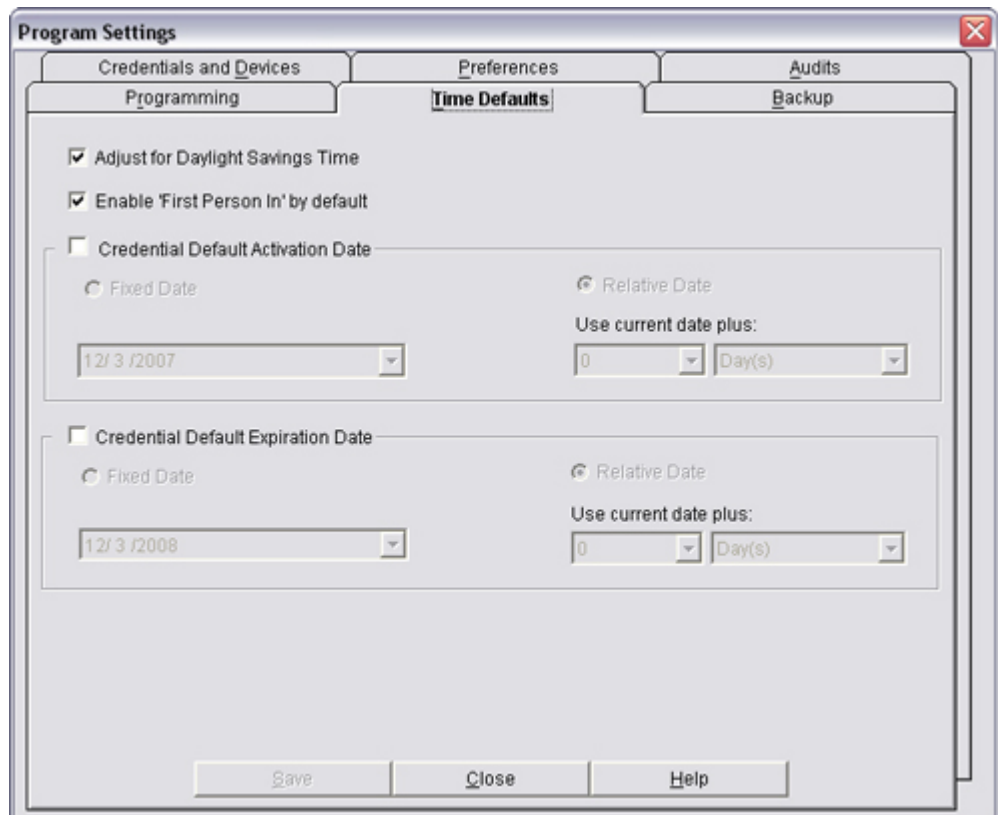 Program Settings
Credentials and Devices Preferences Audits
Programming Time Defaults Backup
Adjust for Daylight Savings Time
Enable 'First Person In' by default
Credential Default Activation Date
Fixed Date Relative Date
Use current date plus:
12/ 3 /2007 0 Day(s)
Credential Default Expiration Date
Fixed Date Relative Date
Use current date plus:
12/ 3 /2008 0 Day(s)
Save Close Help